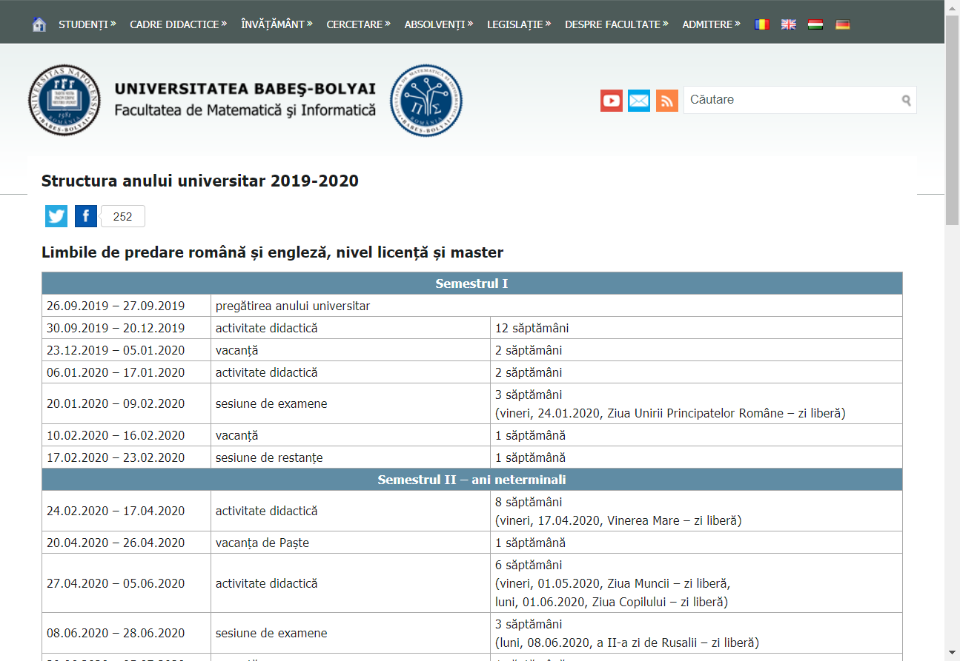 STUDENȚI » CADRE DIDACTICE » ÎNVĂȚĂMÂNT » CERCETARE » ABSOLVENȚI » LEGISLAȚIE » DESPRE FACULTATE » ADMITERE »
UNIVERSITATEA BABEŞ-BOLYAI
Facultatea de Matematică şi Informatică
Căutare
Structura anului universitar 2019-2020
252
Limbile de predare română și engleză, nivel licență și master
Semestrul I
26.09.2019 – 27.09.2019 pregătirea anului universitar
30.09.2019 – 20.12.2019 activitate didactică 12 săptămâni
23.12.2019 – 05.01.2020 vacanță 2 săptămâni
06.01.2020 – 17.01.2020 activitate didactică 2 săptămâni
20.01.2020 – 09.02.2020 sesiune de examene 3 săptămâni
(vineri, 24.01.2020, Ziua Unirii Principatelor Române – zi liberă)
10.02.2020 – 16.02.2020 vacanță 1 săptămână
17.02.2020 – 23.02.2020 sesiune de restanțe 1 săptămână
Semestrul II – ani neterminali
24.02.2020 – 17.04.2020 activitate didactică 8 săptămâni
(vineri, 17.04.2020, Vinerea Mare – zi liberă)
20.04.2020 – 26.04.2020 vacanța de Paște 1 săptămână
27.04.2020 – 05.06.2020 activitate didactică 6 săptămâni
(vineri, 01.05.2020, Ziua Muncii – zi liberă,
luni, 01.06.2020, Ziua Copilului – zi liberă)
08.06.2020 – 28.06.2020 sesiune de examene 3 săptămâni
(luni, 08.06.2020, a II-a zi de Rusalii – zi liberă)